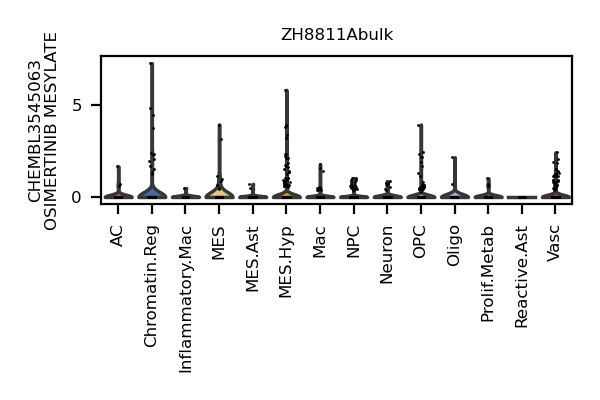 ZH8811Abulk
CHEMBL3545063
OSIMERTINIB MESYLATE
5
0
AC
Chromatin.Reg
Inflammatory.Mac
MES
MES.Ast
MES.Hyp
Mac
NPC
Neuron
OPC
Oligo
Prolif.Metab
Reactive.Ast
Vasc